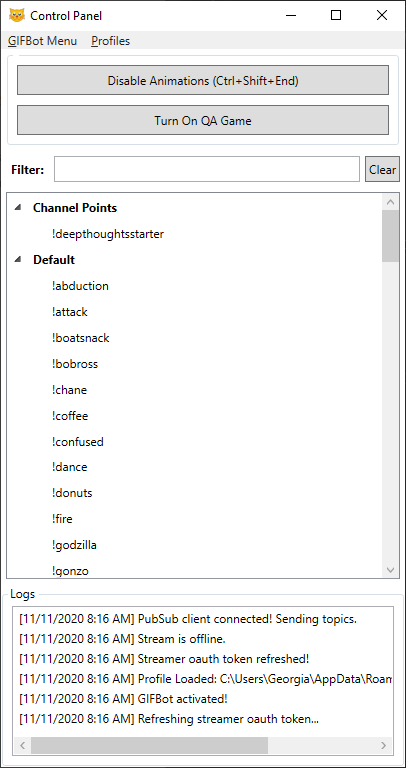 Control Panel
GIFBot Menu Profiles
Disable Animations (Ctrl+Shift+End)
Turn On QA Game
Filter: Clear
Channel Points
!deepthoughtsstarter
Default
!abduction
!attack
!boatsnack
!bobross
!chane
!coffee
!confused
!dance
!donuts
!fire
!godzilla
!gonzo
Logs
[11/11/2020 8:16 AM] PubSub client connected! Sending topics.
[11/11/2020 8:16 AM] Stream is offline.
[11/11/2020 8:16 AM] Streamer oauth token refreshed!
[11/11/2020 8:16 AM] Profile Loaded: C:\Users\Georgia\AppData\Roam
[11/11/2020 8:16 AM] GIFBot activated!
[11/11/2020 8:16 AM] Refreshing streamer oauth token...